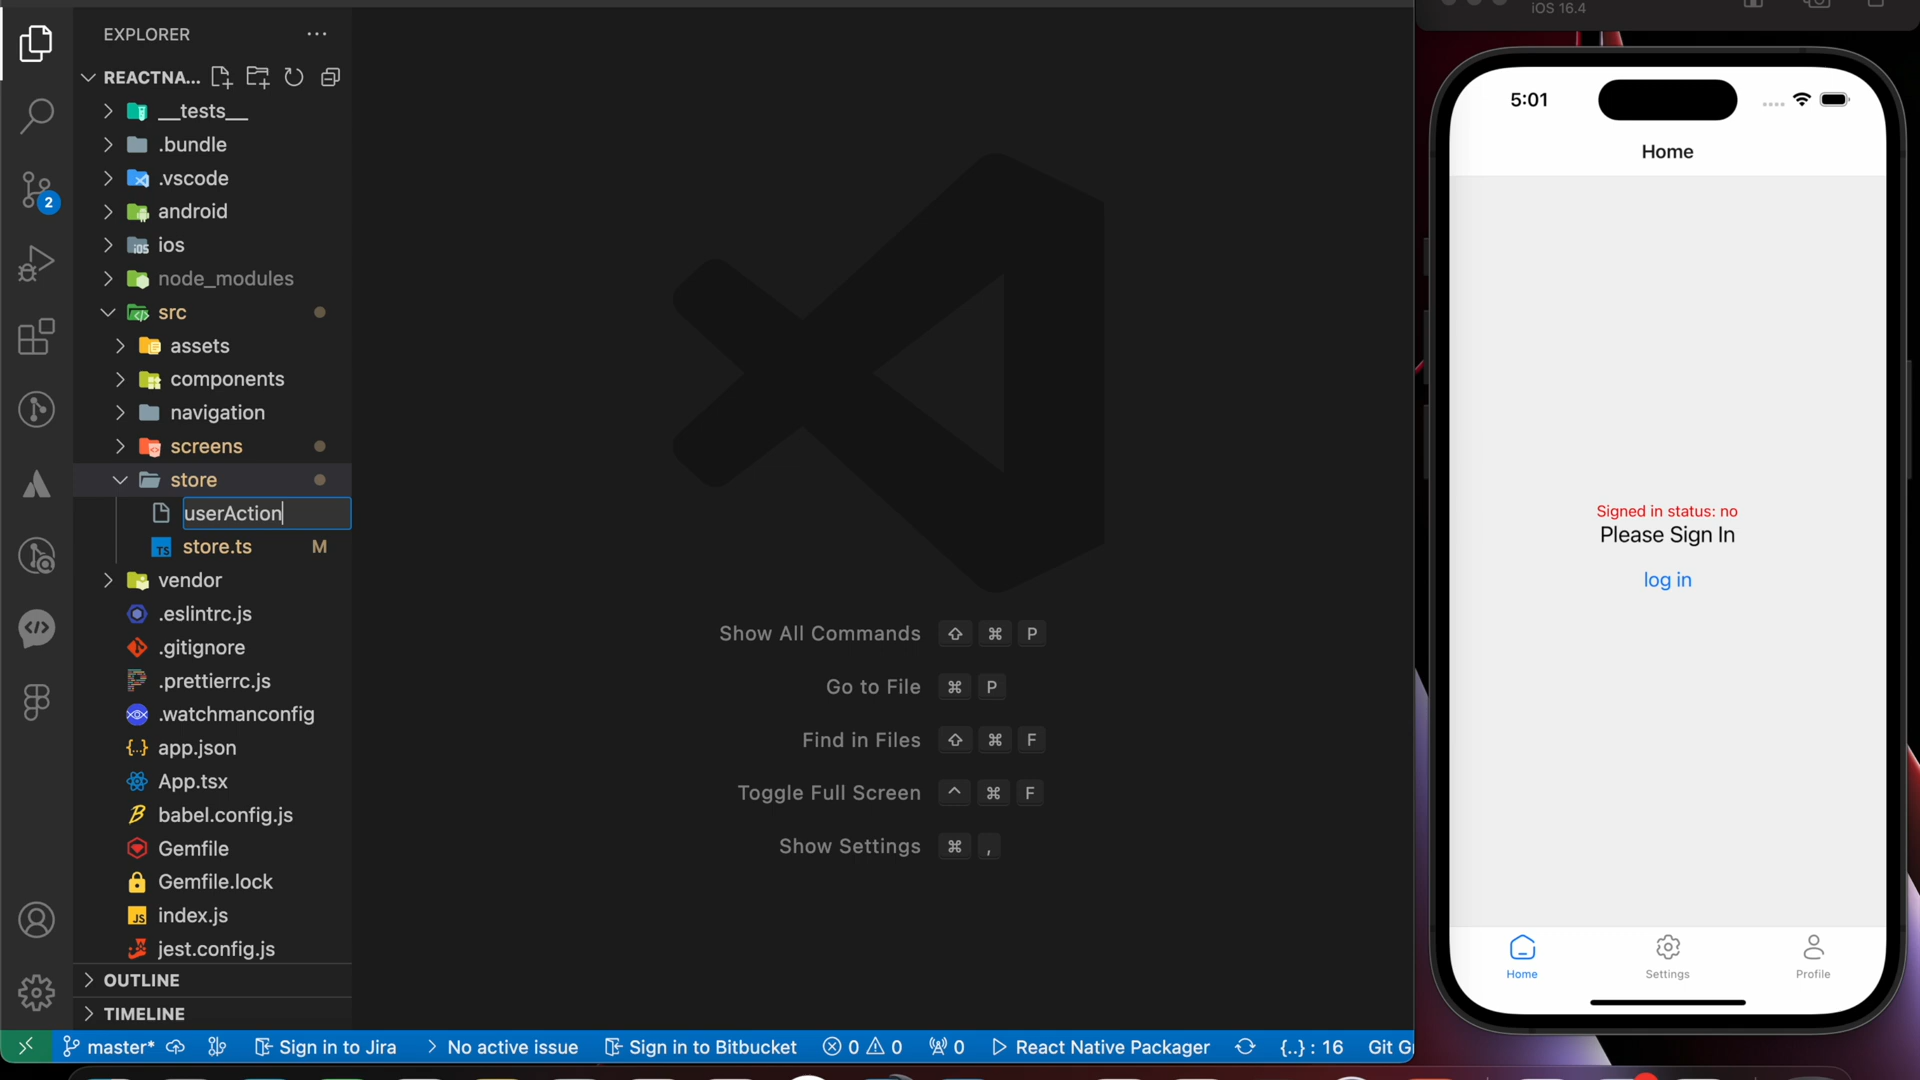 EXPLORER
REACTNA...
__tests__
.bundle
.vscode
android
ios
node_modules
src
assets
components
navigation
screens
store
userAction
store.ts M
vendor
.eslintrc.js
.gitignore
.prettierrc.js
.watchmanconfig
app.json
App.tsx
babel.config.js
Gemfile
Gemfile.lock
index.js
jest.config.js
OUTLINE
TIMELINE
2
Show All Commands ⇧ ⌘ P
Go to File ⌘ P
Find in Files ⇧ ⌘ F
Toggle Full Screen ^ ⌘ F
Show Settings ⌘ ,
master* Sign in to Jira No active issue Sign in to Bitbucket 0 0 0 React Native Packager {..} : 16 Git G
iOS 16.4
5:01
Home
Signed in status: no
Please Sign In
log in
Home Settings Profile